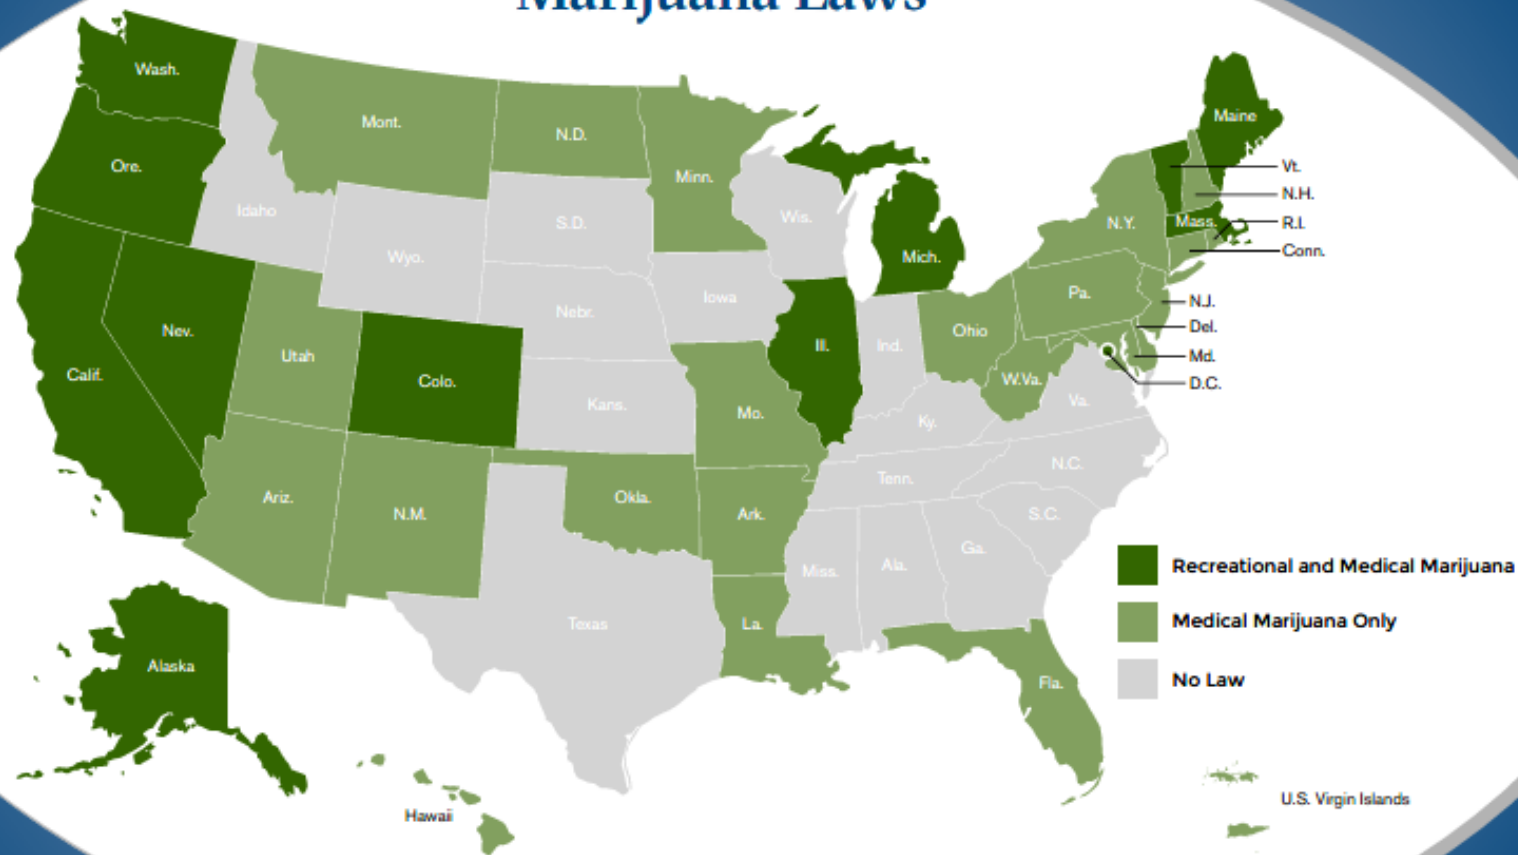 Marijuana Laws
Wash.
Mont.
N.D.
Minn.
Maine
Ore.
Idaho
S.D.
Wis.
Vt.
N.H.
Wyo.
Mich.
N.Y.
Mass.
R.I.
Conn.
Nev.
Nebr.
Iowa
Pa.
N.J.
Calif.
Utah
Colo.
Ill.
Ind.
Ohio
Del.
W.Va.
Md.
D.C.
Kans.
Mo.
Ky.
Va.
Ariz.
N.M.
Okla.
Ark.
Tenn.
N.C.
S.C.
Texas
La.
Miss.
Ala.
Ga.
Fla.
Recreational and Medical Marijuana
Medical Marijuana Only
No Law
Alaska
Hawaii
U.S. Virgin Islands